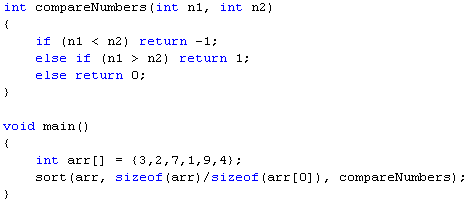 int compareNumbers(int n1, int n2)
{
    if (n1 < n2) return -1;
    else if (n1 > n2) return 1;
    else return 0;
}

void main()
{
    int arr[] = {3,2,7,1,9,4};
    sort(arr, sizeof(arr)/sizeof(arr[0]), compareNumbers);
}